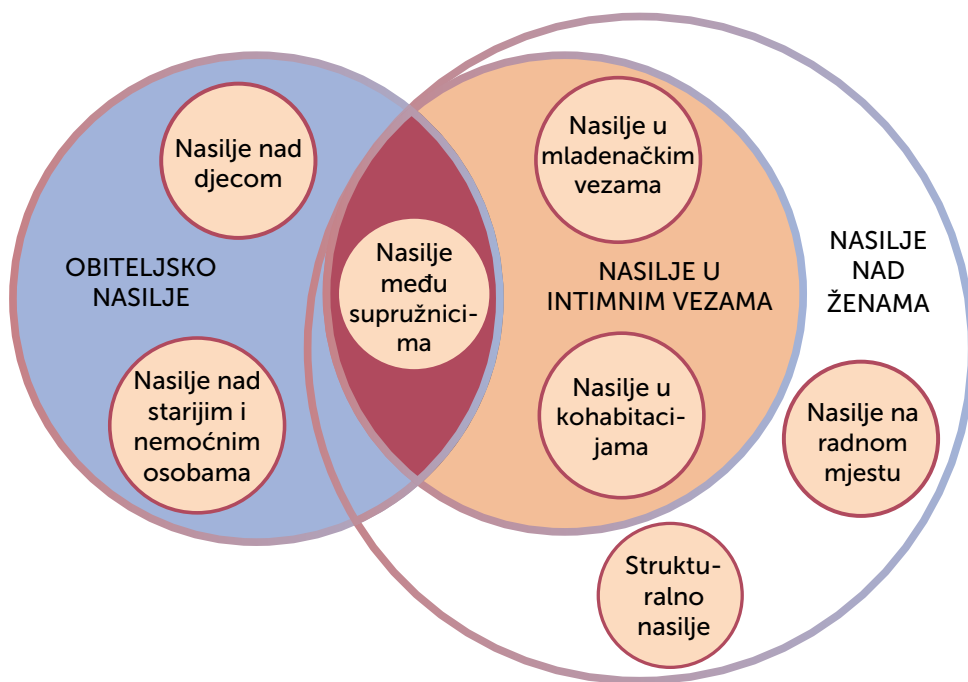 Nasilje nad
djecom
OBITELJSKO
NASILJE
Nasilje nad
starijim i
nemoćnim
osobama
Nasilje
među
supružnici-
ma
Nasilje u
mladenačkim
vezama
NASILJE U
INTIMNIM VEZAMA
Nasilje u
kohabitaci-
jama
NASILJE
NAD
ŽENAMA
Nasilje na
radnom
mjestu
Struktu-
ralno
nasilje